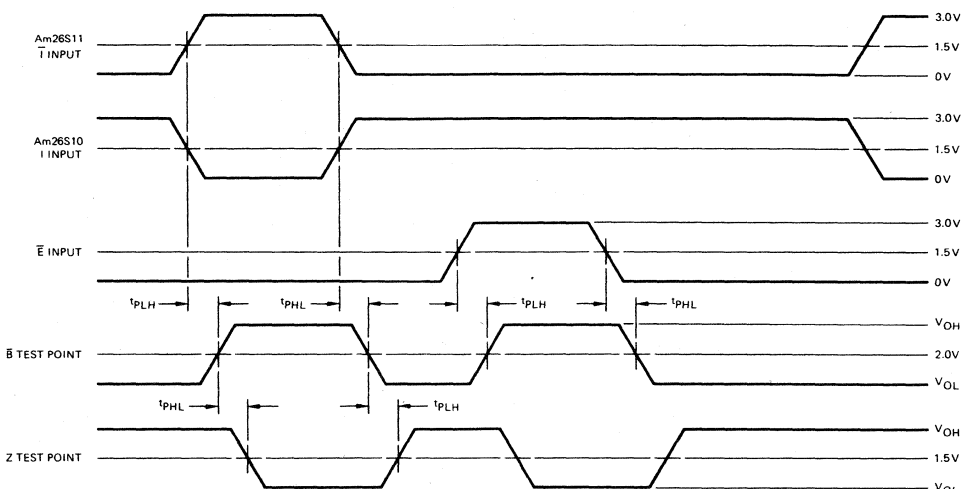 3.0V
Am26S11
I̅ INPUT
1.5V
0V
3.0V
Am26S10
I INPUT
1.5V
0V
3.0V
E̅ INPUT
1.5V
0V
tPLH
tPHL
tPLH
tPHL
VOH
B̅ TEST POINT
2.0V
VOL
tPHL
tPLH
VOH
Z TEST POINT
1.5V
VOL